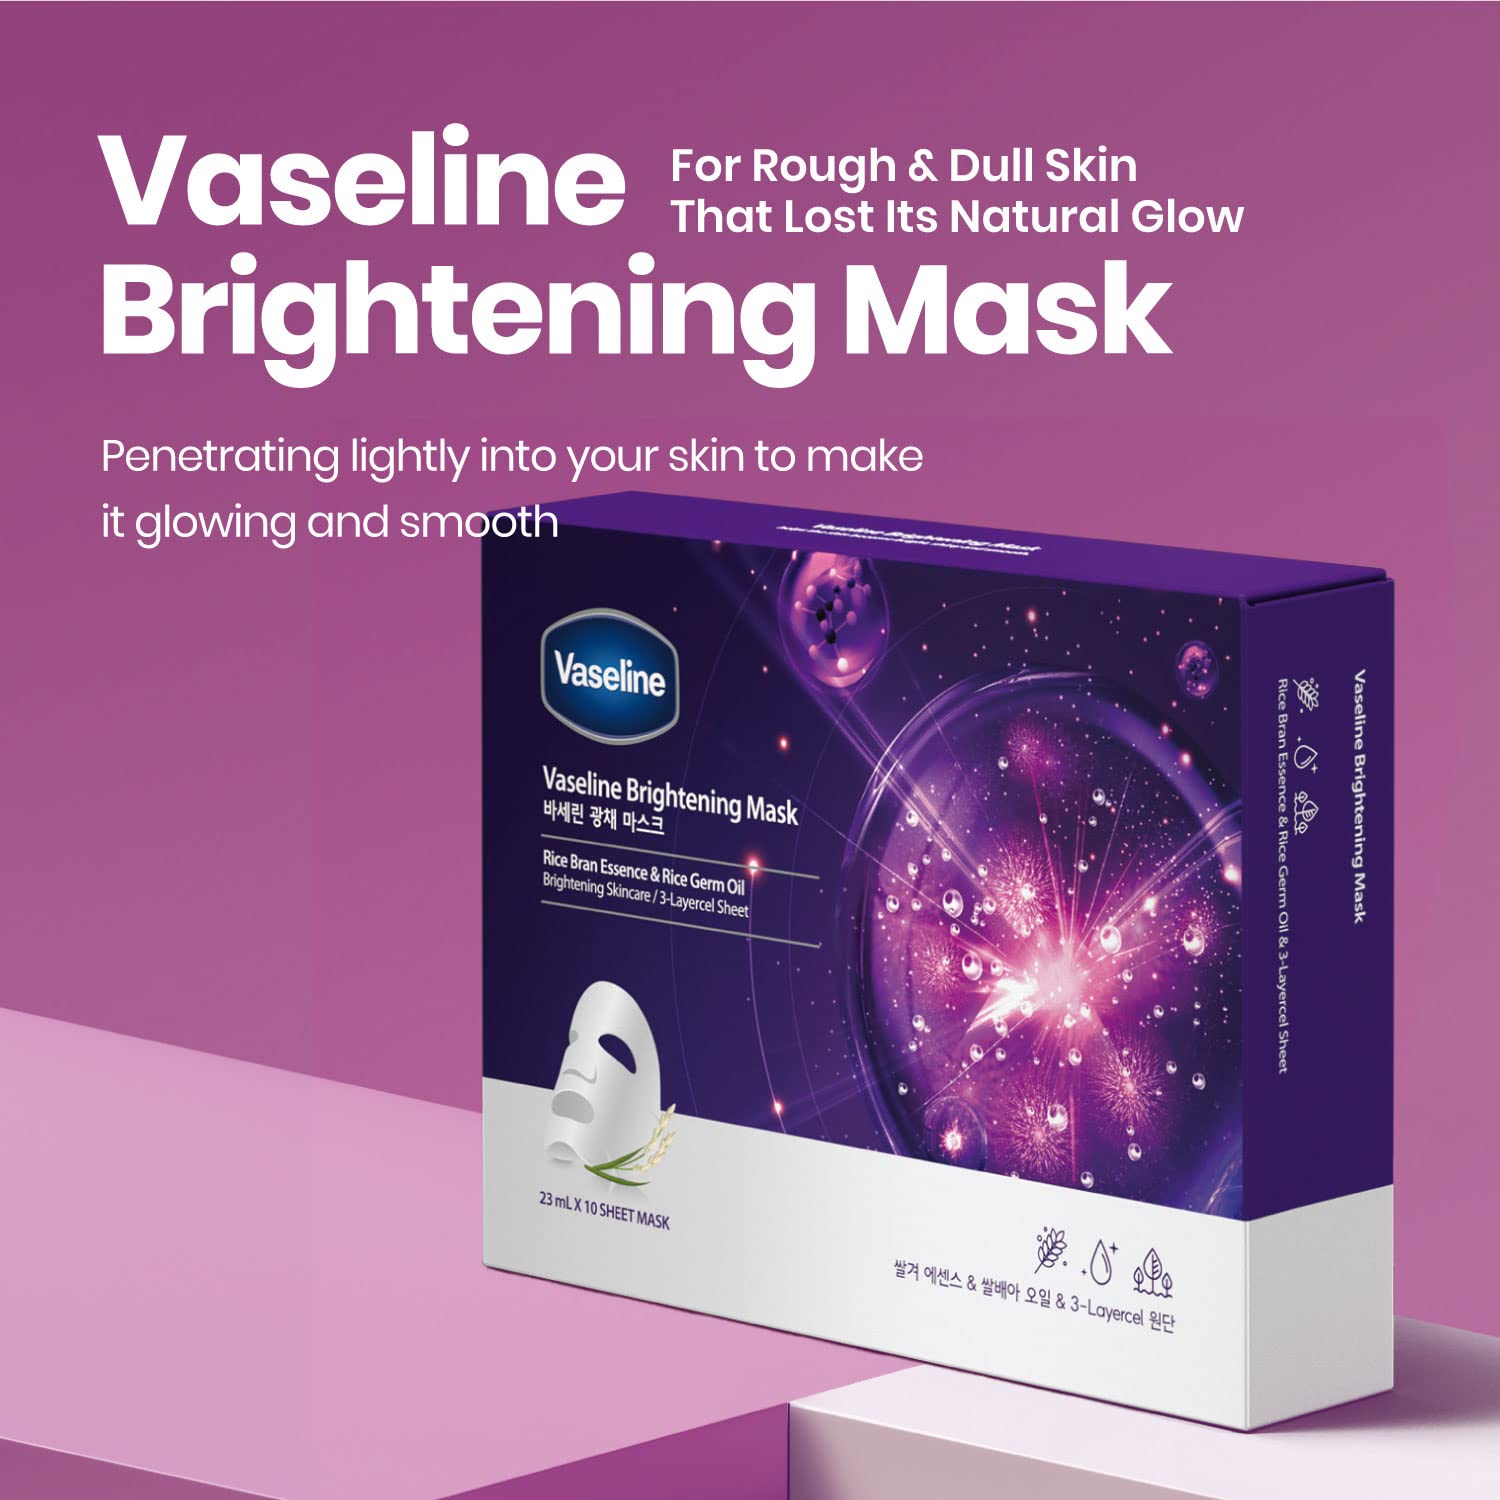 Vaseline
For Rough & Dull Skin
That Lost Its Natural Glow
Brightening Mask
Penetrating lightly into your skin to make
it glowing and smooth
Vaseline Brightening Mask
Vaseline
Vaseline Brightening Mask
바세린 광채 마스크
Rice Bran Essence & Rice Germ Oil
Brightening Skincare / 3-Layercel Sheet
23 mL X 10 SHEET MASK
쌀겨 에센스 & 쌀배아 오일 & 3-Layercel 원단
Vaseline Brightening Mask
Rice Bran Essence & Rice Germ Oil & 3-Layercel Sheet